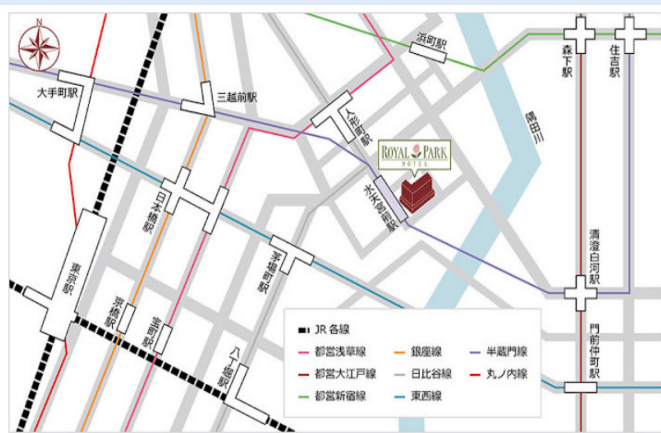 N
浜町駅
森下駅
住吉駅
大手町駅
三越前駅
人形町駅
隅田川
ROYAL PARK
HOTEL
水天宮前駅
日本橋駅
茅場町駅
清澄白河駅
東京駅
京橋駅
宝町駅
八丁堀駅
門前仲町駅
JR 各線
都営浅草線
銀座線
半蔵門線
都営大江戸線
日比谷線
丸ノ内線
都営新宿線
東西線